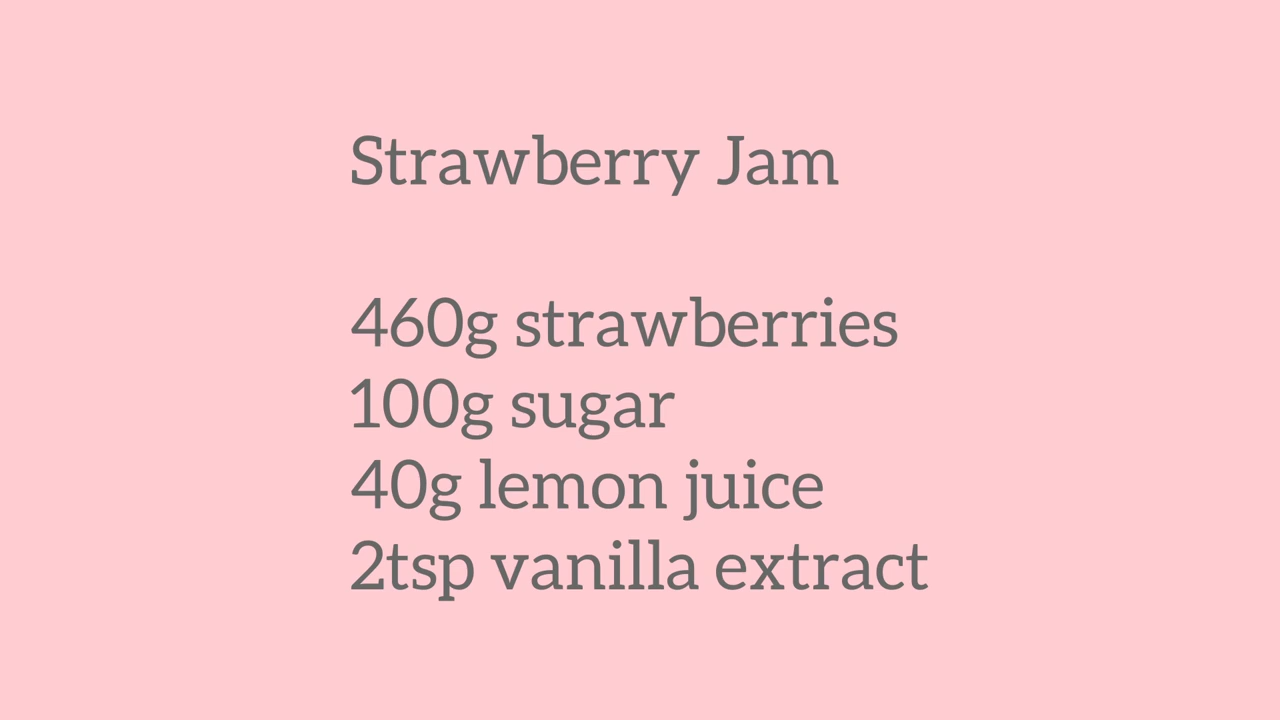 Strawberry Jam
460g strawberries
100g sugar
40g lemon juice
2tsp vanilla extract